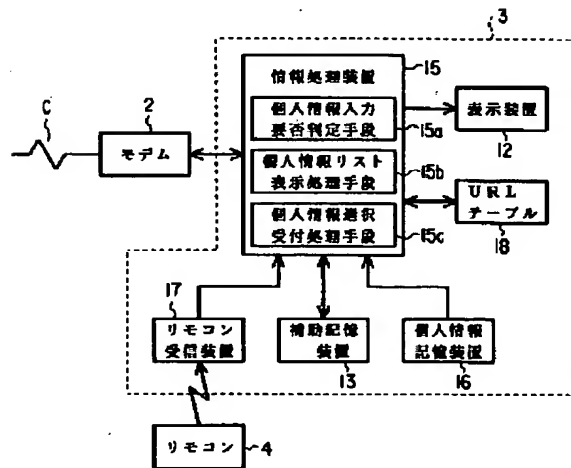 3
C
2
モデム
15
情報処理装置
個人情報入力
要否判定手段
15a
個人情報リスト
表示処理手段
15b
個人情報選択
受付処理手段
15c
表示装置
12
URL
テーブル
18
17
リモコン
受信装置
補助記憶
装置
13
個人情報
記憶装置
16
リモコン
4